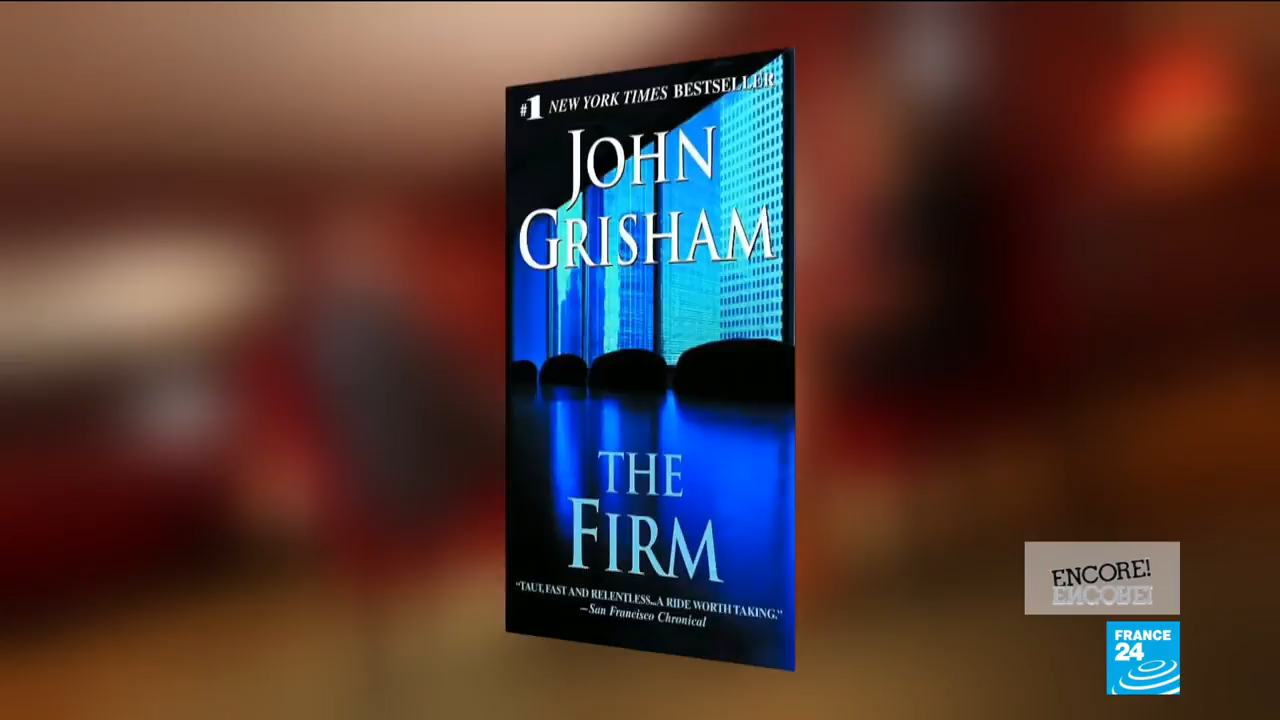 #1 NEW YORK TIMES BESTSELLER
JOHN
GRISHAM
THE
FIRM
“TAUT, FAST AND RELENTLESS...A RIDE WORTH TAKING.”
—San Francisco Chronical
ENCORE!
FRANCE
24